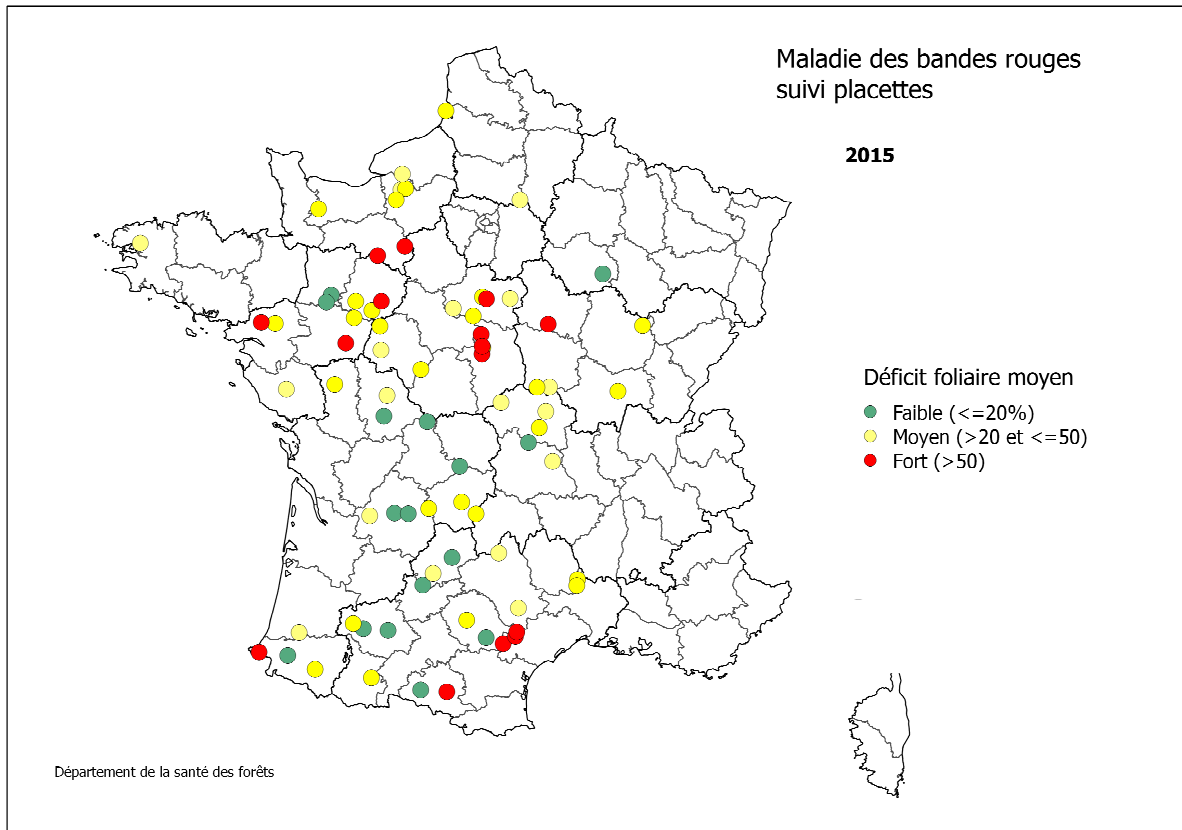 Maladie des bandes rouges
suivi placettes
2015
Déficit foliaire moyen
Faible (<=20%)
Moyen (>20 et <=50)
Fort (>50)
Département de la santé des forêts